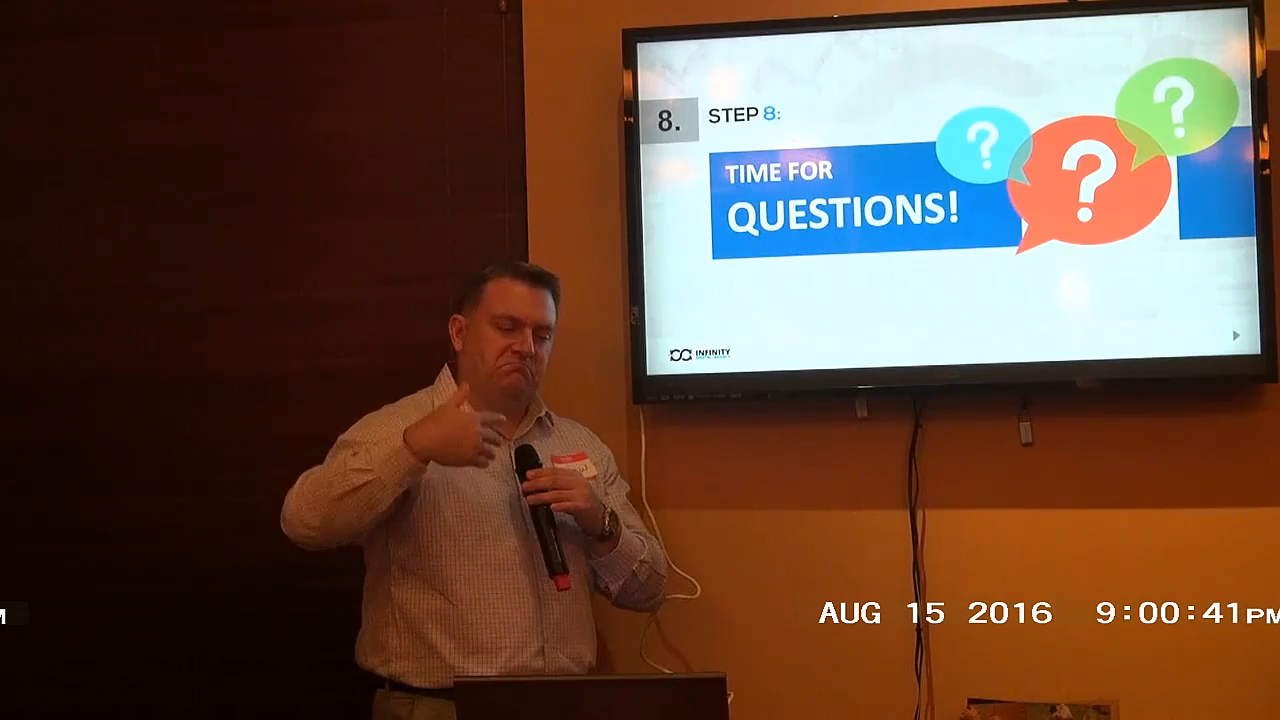 8.
STEP 8:
TIME FOR
QUESTIONS!
?
?
?
INFINITY
AUG 15 2016 9:00:41PM
M